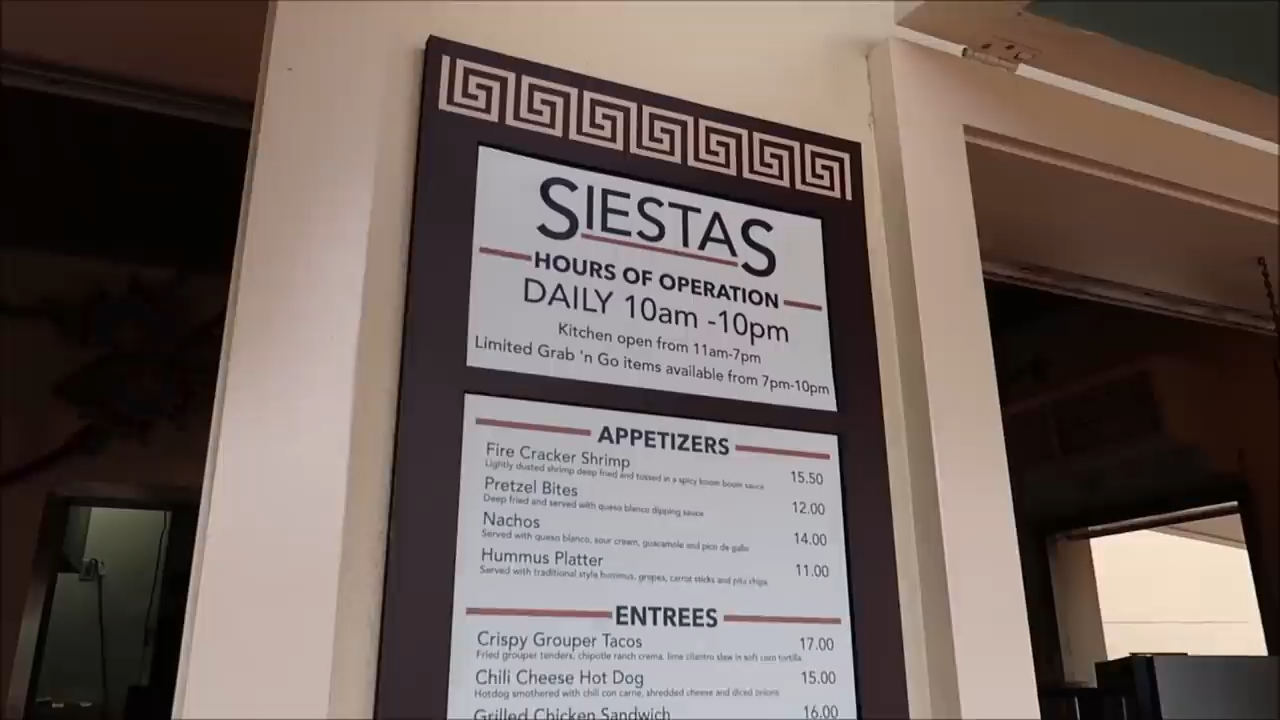 SIESTAS
HOURS OF OPERATION
DAILY 10am -10pm
Kitchen open from 11am-7pm
Limited Grab 'n Go items available from 7pm-10pm
APPETIZERS
Fire Cracker Shrimp 15.50
Lightly dusted shrimp deep fried and tossed in a spicy boom boom sauce
Pretzel Bites 12.00
Deep fried and served with queso blanco dipping sauce
Nachos 14.00
Served with queso blanco, sour cream, guacamole and pico de gallo
Hummus Platter 11.00
Served with traditional style hummus, grapes, carrot sticks and pita chips
ENTREES
Crispy Grouper Tacos 17.00
Fried grouper tenders, chipotle ranch crema, lime cilantro slaw in soft corn tortilla
Chili Cheese Hot Dog 15.00
Hotdog smothered with chili con carne, shredded cheese and diced onions
Grilled Chicken Sandwich 16.00